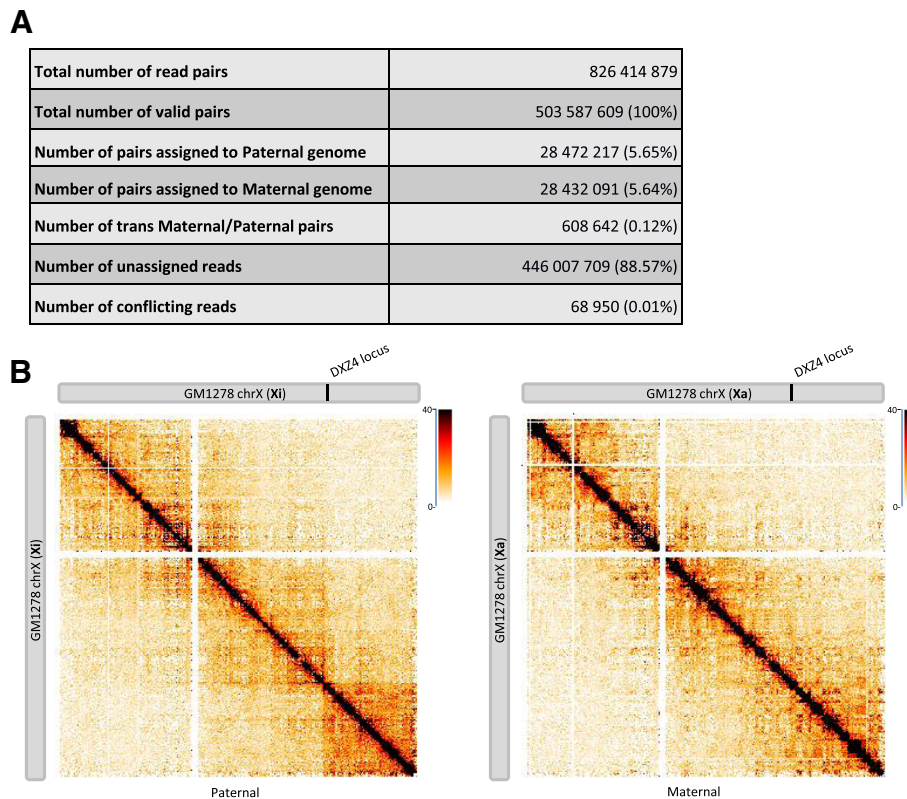 A
Total number of read pairs 826 414 879
Total number of valid pairs 503 587 609 (100%)
Number of pairs assigned to Paternal genome 28 472 217 (5.65%)
Number of pairs assigned to Maternal genome 28 432 091 (5.64%)
Number of trans Maternal/Paternal pairs 608 642 (0.12%)
Number of unassigned reads 446 007 709 (88.57%)
Number of conflicting reads 68 950 (0.01%)
B
DXZ4 locus
GM1278 chrX (Xi)
GM1278 chrX (Xi)
40
0
Paternal
DXZ4 locus
GM1278 chrX (Xa)
GM1278 chrX (Xa)
40
0
Maternal